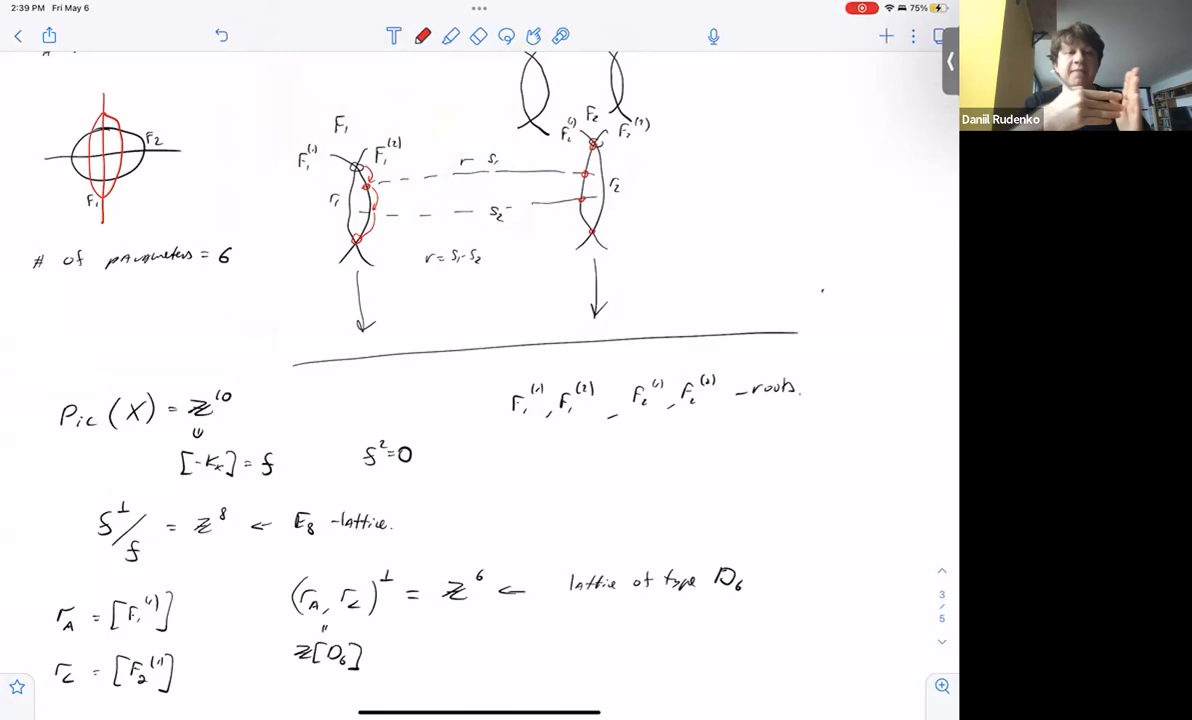 2:39 PM Fri May 6
75%
Daniil Rudenko
F₂
F₁
# of parameters = 6
F₁
F₁⁽¹⁾ F₁⁽²⁾
r₁
r s₁
s₂
r = s₁ - s₂
F₂
F₂⁽¹⁾ F₂⁽²⁾
r₂
F₁⁽¹⁾, F₁⁽²⁾, F₂⁽¹⁾, F₂⁽²⁾ - roots.
Pic(X) = ℤ¹⁰
[-Kₓ] = f f² = 0
f^⊥/f = ℤ⁸ ← E₈ - lattice.
r_A = [F₁⁽¹⁾] (r_A, r_C)^⊥ = ℤ⁶ ← lattice of type D₆
r_C = [F₂⁽¹⁾] ℤ[D₆]
3
/
5